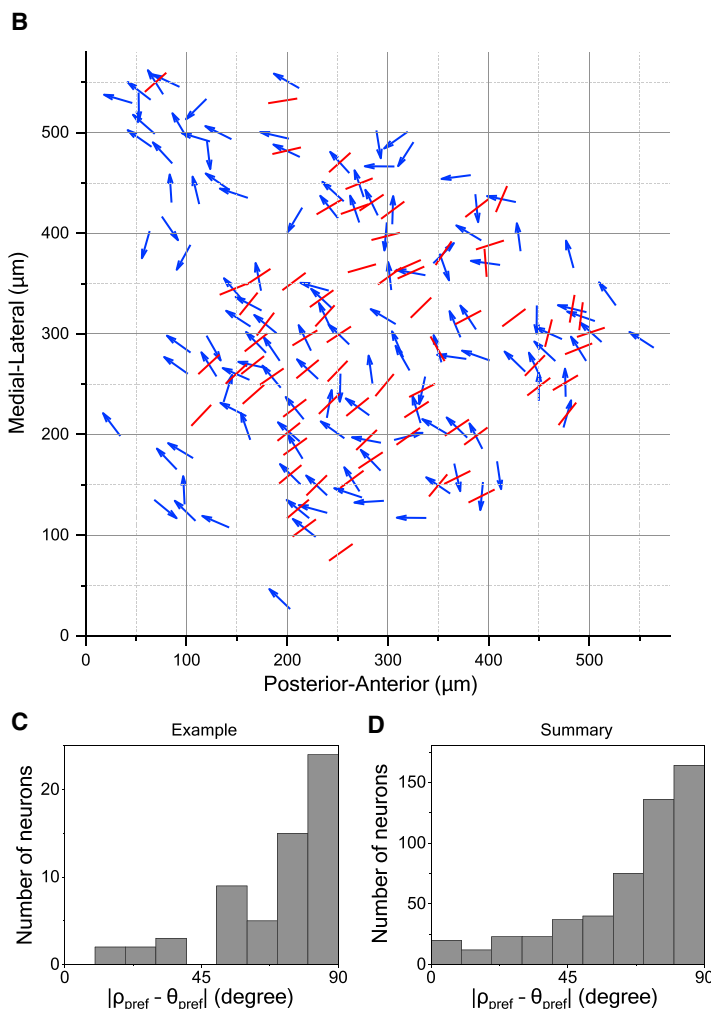 B
500
400
300
200
100
0
Medial-Lateral (µm)
0 100 200 300 400 500
Posterior-Anterior (µm)
C
Example
20
10
0
Number of neurons
0 45 90
|ρpref - θpref| (degree)
D
Summary
150
100
50
0
Number of neurons
0 45 90
|ρpref - θpref| (degree)